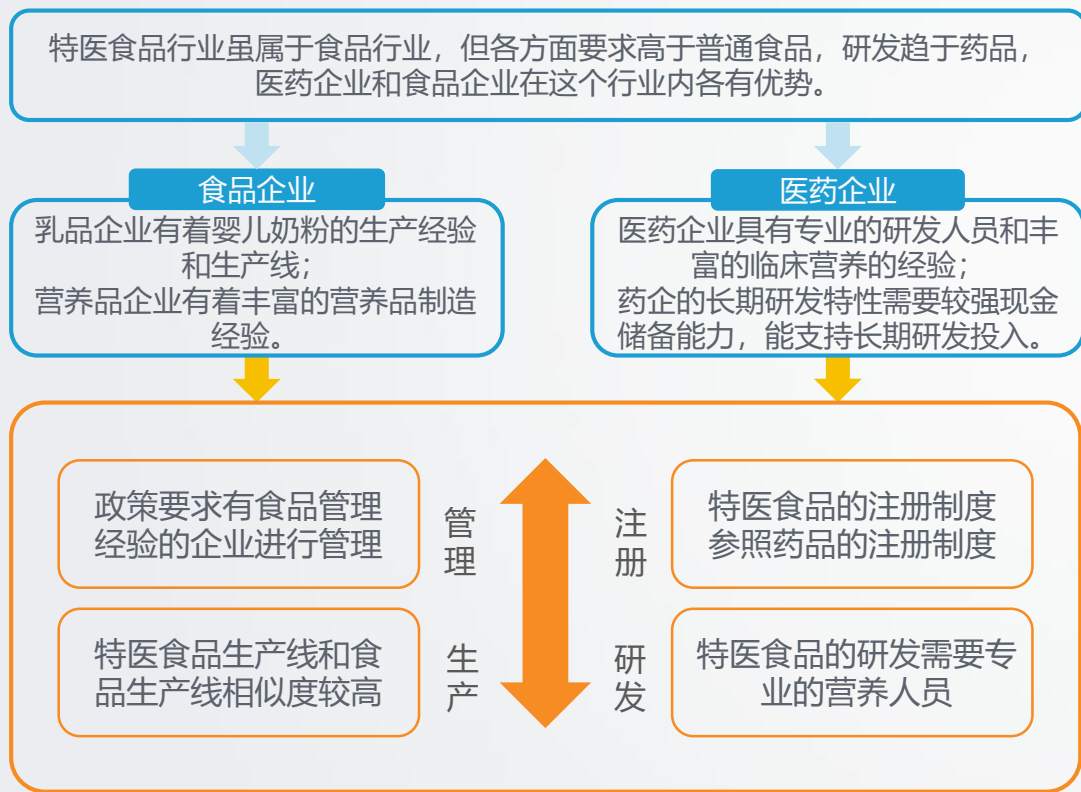 特医食品行业虽属于食品行业，但各方面要求高于普通食品，研发趋于药品，
医药企业和食品企业在这个行业内各有优势。
食品企业
乳品企业有着婴儿奶粉的生产经验
和生产线；
营养品企业有着丰富的营养品制造
经验。
医药企业
医药企业具有专业的研发人员和丰
富的临床营养的经验；
药企的长期研发特性需要较强现金
储备能力，能支持长期研发投入。
政策要求有食品管理
经验的企业进行管理
管
理
注
册
特医食品的注册制度
参照药品的注册制度
特医食品生产线和食
品生产线相似度较高
生
产
研
发
特医食品的研发需要专
业的营养人员